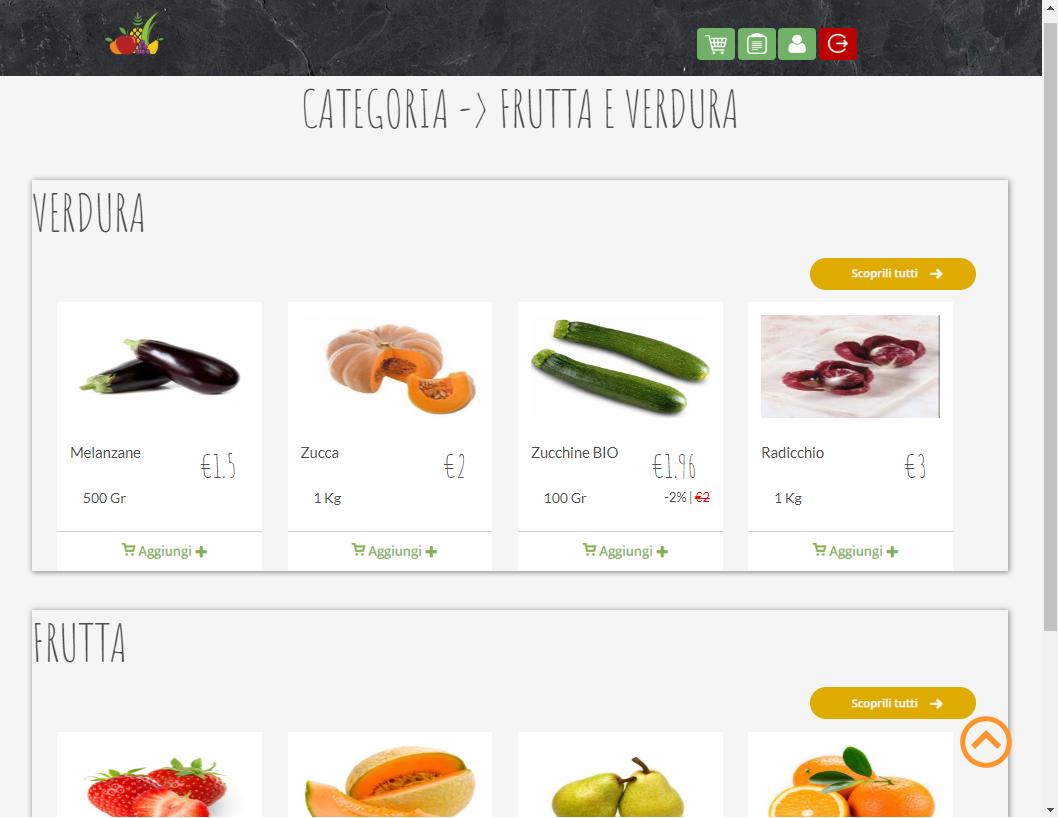 CATEGORIA -> FRUTTA E VERDURA
VERDURA
Scoprili tutti
Melanzane
€1.5
500 Gr
Aggiungi
Zucca
€2
1 Kg
Aggiungi
Zucchine BIO
€1.96
100 Gr
-2% | €2
Aggiungi
Radicchio
€3
1 Kg
Aggiungi
FRUTTA
Scoprili tutti